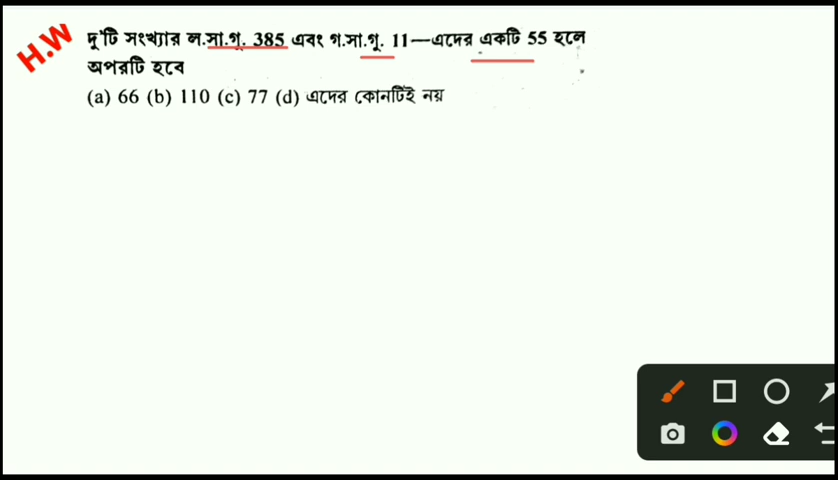 H.W
দু'টি সংখ্যার ল.সা.গু. 385 এবং গ.সা.গু. 11—এদের একটি 55 হলে
অপরটি হবে
(a) 66 (b) 110 (c) 77 (d) এদের কোনটিই নয়